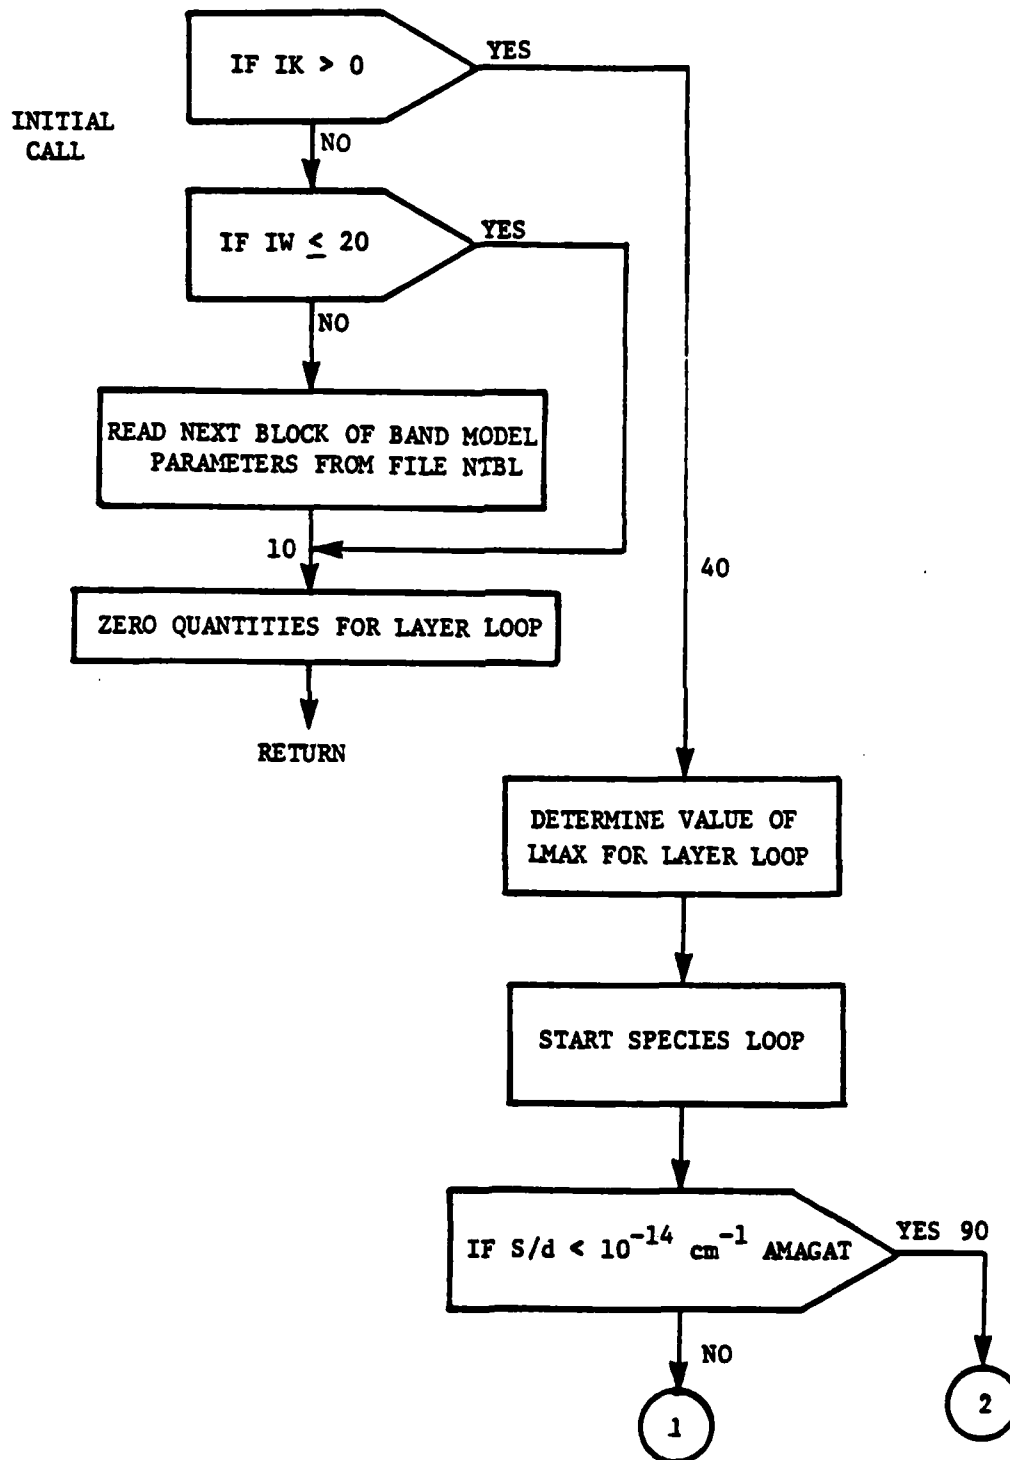 IF IK > 0
YES
INITIAL
CALL
NO
IF IW ≤ 20
YES
NO
READ NEXT BLOCK OF BAND MODEL
PARAMETERS FROM FILE NTBL
10
40
ZERO QUANTITIES FOR LAYER LOOP
RETURN
DETERMINE VALUE OF
LMAX FOR LAYER LOOP
START SPECIES LOOP
IF S/d < 10⁻¹⁴ cm⁻¹ AMAGAT
YES 90
NO
1
2